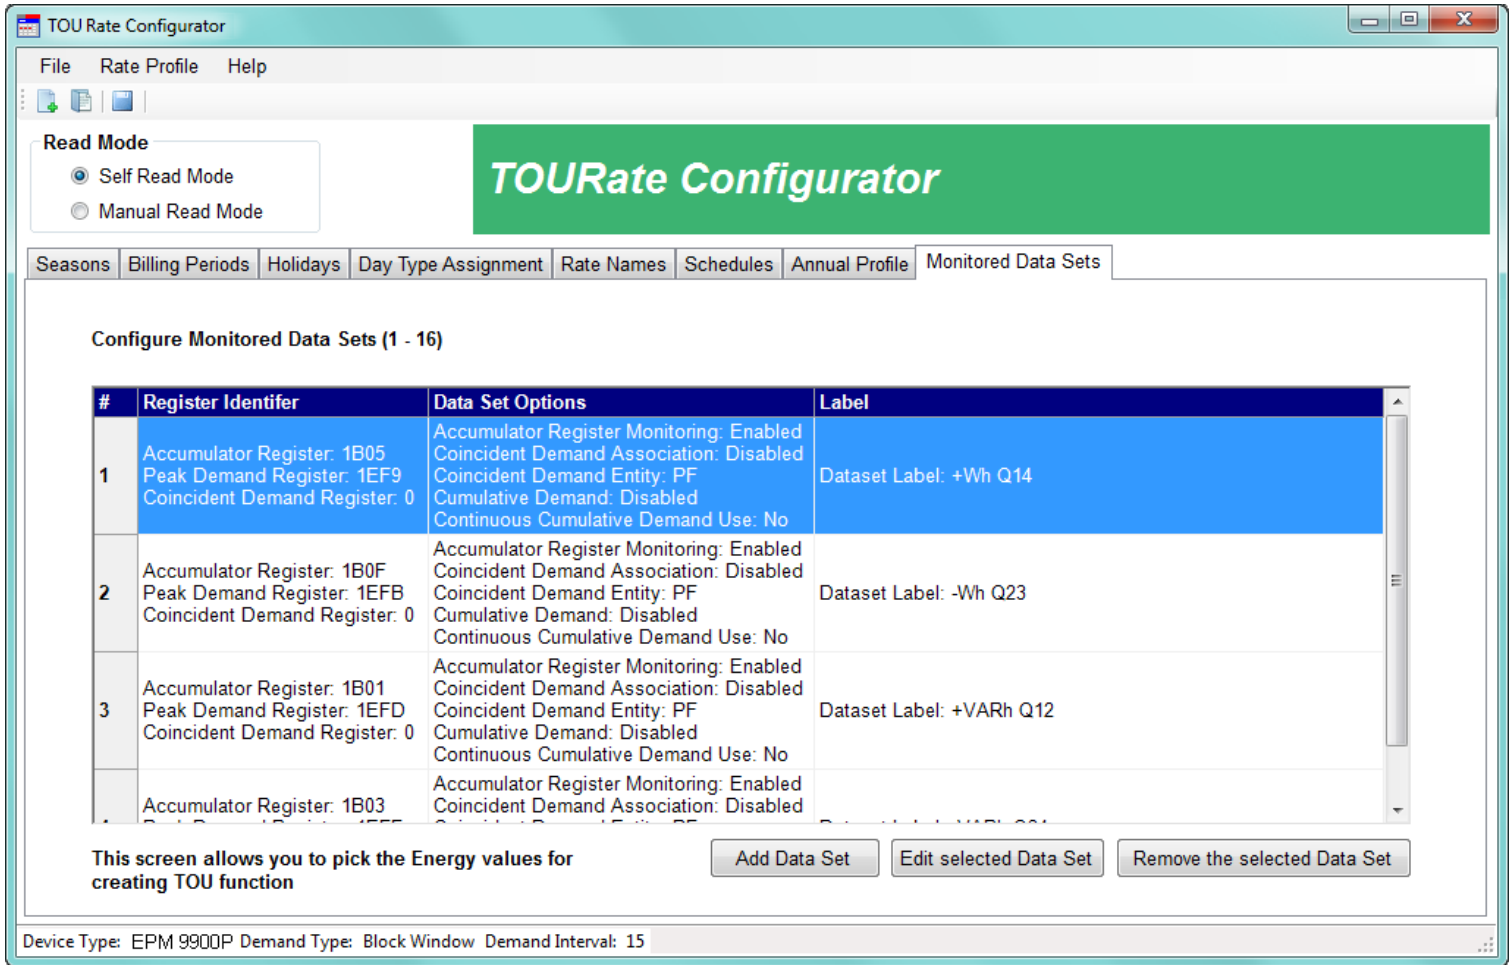 TOU Rate Configurator
File Rate Profile Help
Read Mode
Self Read Mode
Manual Read Mode
TOURate Configurator
Seasons Billing Periods Holidays Day Type Assignment Rate Names Schedules Annual Profile Monitored Data Sets
Configure Monitored Data Sets (1 - 16)
# Register Identifer Data Set Options Label
1
Accumulator Register: 1B05
Peak Demand Register: 1EF9
Coincident Demand Register: 0
Accumulator Register Monitoring: Enabled
Coincident Demand Association: Disabled
Coincident Demand Entity: PF
Cumulative Demand: Disabled
Continuous Cumulative Demand Use: No
Dataset Label: +Wh Q14
2
Accumulator Register: 1B0F
Peak Demand Register: 1EFB
Coincident Demand Register: 0
Accumulator Register Monitoring: Enabled
Coincident Demand Association: Disabled
Coincident Demand Entity: PF
Cumulative Demand: Disabled
Continuous Cumulative Demand Use: No
Dataset Label: -Wh Q23
3
Accumulator Register: 1B01
Peak Demand Register: 1EFD
Coincident Demand Register: 0
Accumulator Register Monitoring: Enabled
Coincident Demand Association: Disabled
Coincident Demand Entity: PF
Cumulative Demand: Disabled
Continuous Cumulative Demand Use: No
Dataset Label: +VARh Q12
Accumulator Register: 1B03
Accumulator Register Monitoring: Enabled
Coincident Demand Association: Disabled
This screen allows you to pick the Energy values for
creating TOU function
Add Data Set Edit selected Data Set Remove the selected Data Set
Device Type: EPM 9900P Demand Type: Block Window Demand Interval: 15